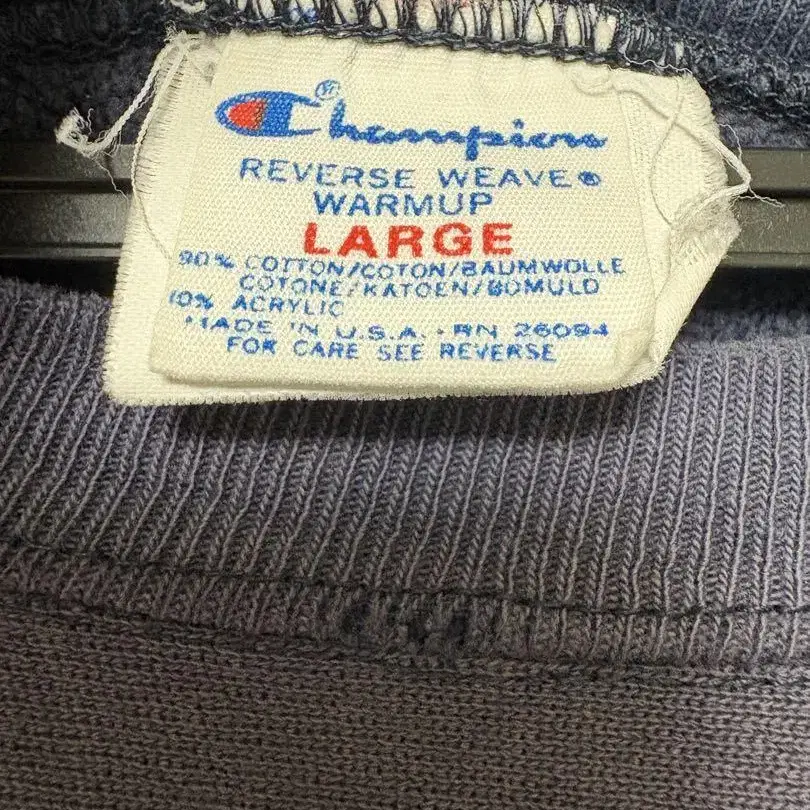 Champion ®
REVERSE WEAVE®
WARMUP
LARGE
90% COTTON/COTON/BAUMWOLLE
COTONE/KATOEN/BOMULD
10% ACRYLIC
MADE IN U.S.A. · RN 26094
FOR CARE SEE REVERSE